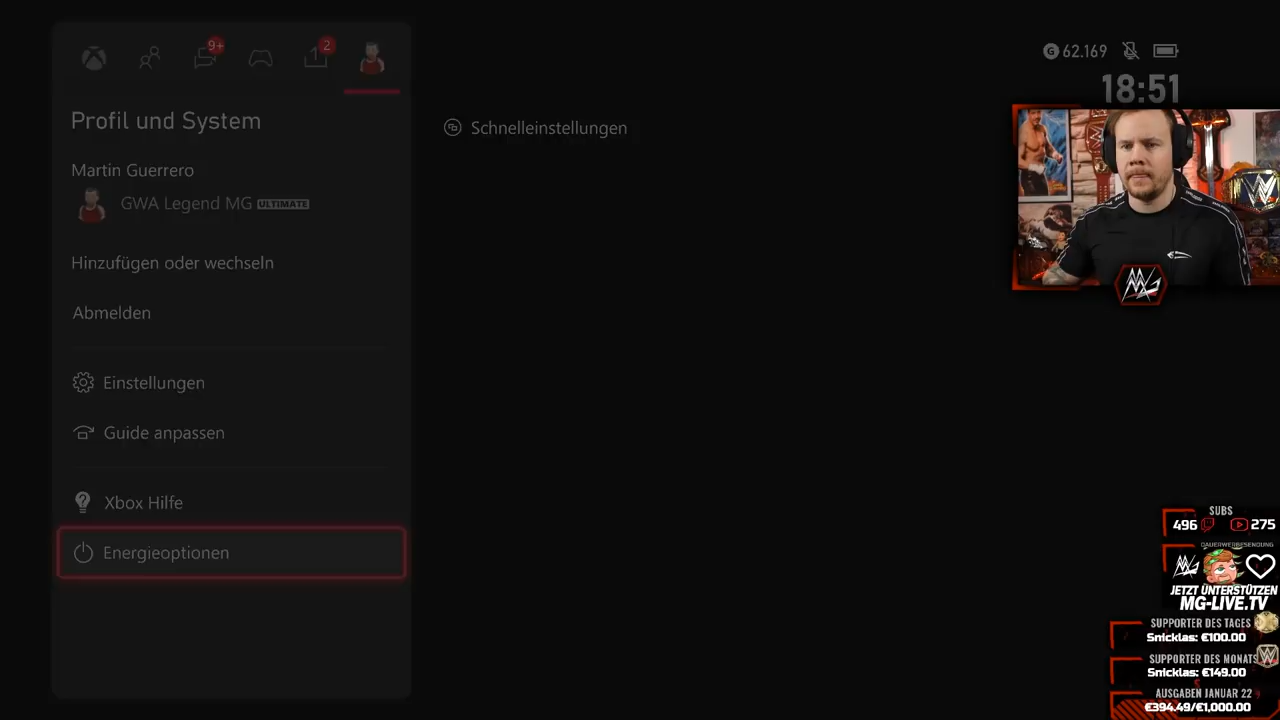 9+
2
Profil und System
Martin Guerrero
GWA Legend MG ULTIMATE
Hinzufügen oder wechseln
Abmelden
Einstellungen
Guide anpassen
Xbox Hilfe
Energieoptionen
Schnelleinstellungen
G 62.169
18:51
MG
SUBS
496 275
DAUERWERBESENDUNG
JETZT UNTERSTÜTZEN
MG-LIVE.TV
SUPPORTER DES TAGES
Snicklas: €100.00
SUPPORTER DES MONATS
Snicklas: €149.00
AUSGABEN JANUAR 22
€394.49/€1,000.00